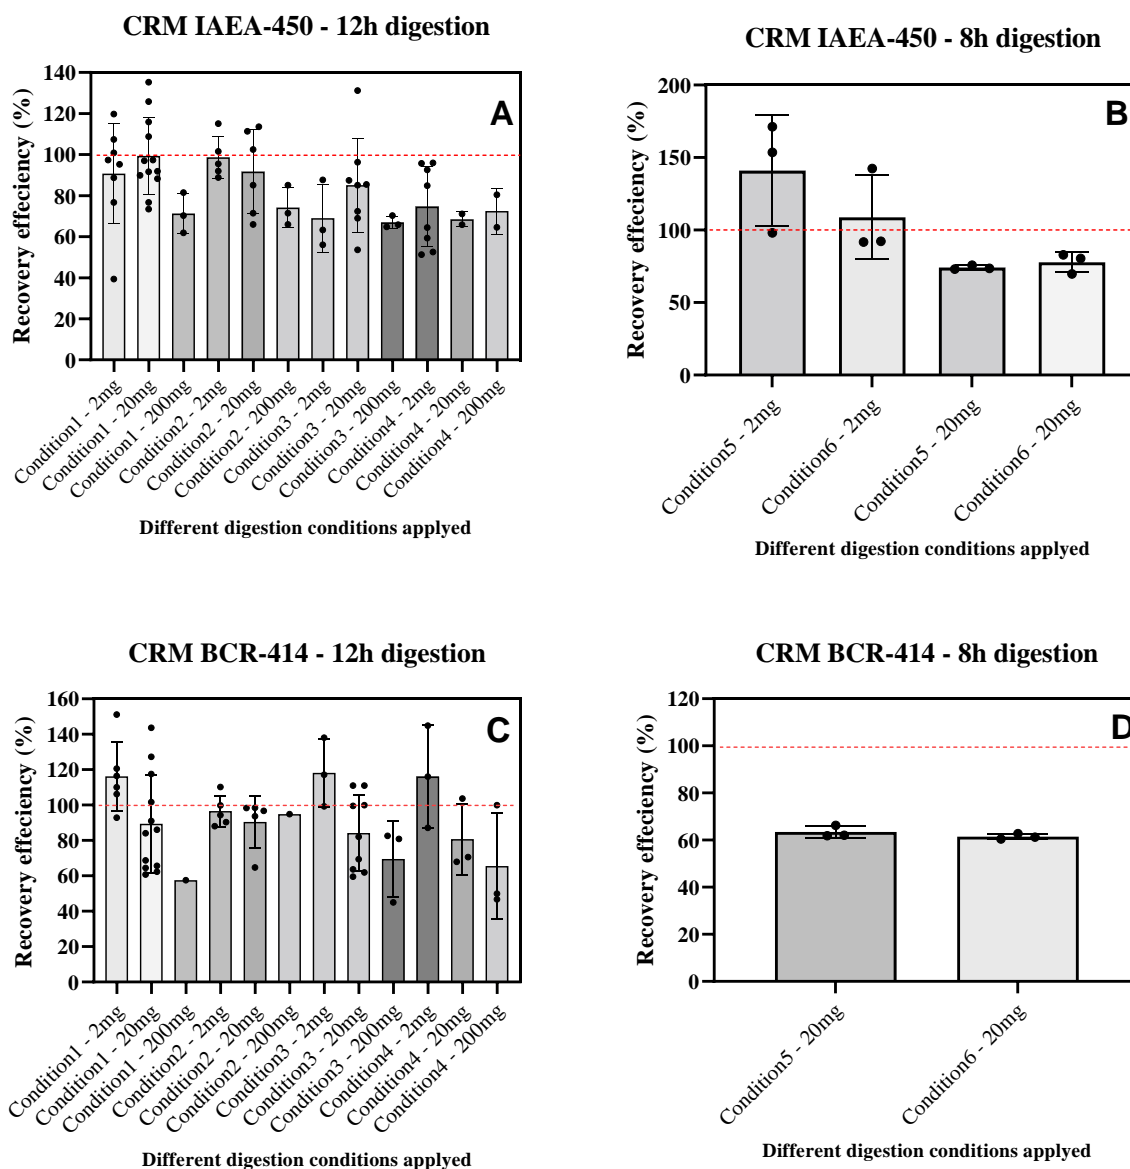 CRM IAEA-450 - 12h digestion
A
Recovery effeciency (%)
140
120
100
80
60
40
20
0
Condition1 - 2mg
Condition1 - 20mg
Condition1 - 200mg
Condition2 - 2mg
Condition2 - 20mg
Condition2 - 200mg
Condition3 - 2mg
Condition3 - 20mg
Condition3 - 200mg
Condition4 - 2mg
Condition4 - 20mg
Condition4 - 200mg
Different digestion conditions applyed
CRM IAEA-450 - 8h digestion
B
Recovery effeciency (%)
200
150
100
50
0
Condition5 - 2mg
Condition6 - 2mg
Condition5 - 20mg
Condition6 - 20mg
Different digestion conditions applyed
CRM BCR-414 - 12h digestion
C
Recovery effeciency (%)
160
140
120
100
80
60
40
20
0
Condition1 - 2mg
Condition1 - 20mg
Condition1 - 200mg
Condition2 - 2mg
Condition2 - 20mg
Condition2 - 200mg
Condition3 - 2mg
Condition3 - 20mg
Condition3 - 200mg
Condition4 - 2mg
Condition4 - 20mg
Condition4 - 200mg
Different digestion conditions applyed
CRM BCR-414 - 8h digestion
D
Recovery effeciency (%)
120
100
80
60
40
20
0
Condition5 - 20mg
Condition6 - 20mg
Different digestion conditions applyed